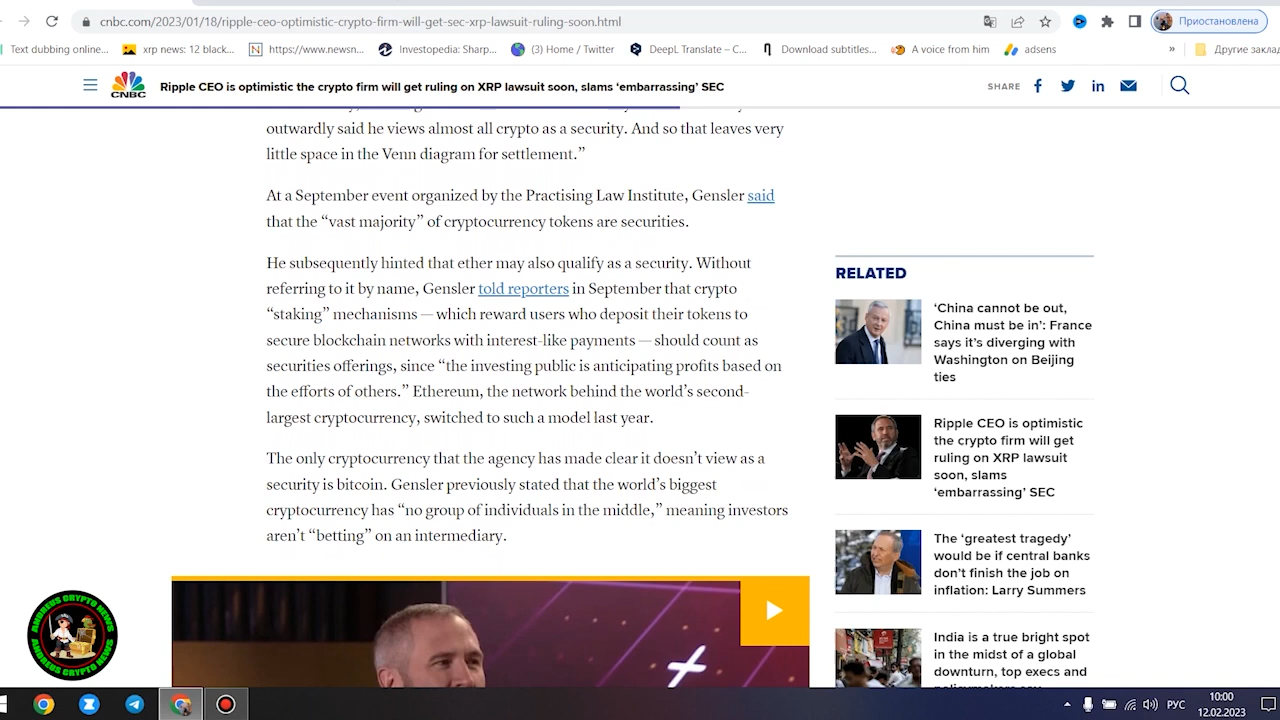 cnbc.com/2023/01/18/ripple-ceo-optimistic-crypto-firm-will-get-sec-xrp-lawsuit-ruling-soon.html
Приостановлена
Text dubbing online...
xrp news: 12 black...
https://www.newsn...
Investopedia: Sharp...
(3) Home / Twitter
DeepL Translate – C...
Download subtitles...
A voice from him
adsens
»
Другие закла
CNBC
Ripple CEO is optimistic the crypto firm will get ruling on XRP lawsuit soon, slams ‘embarrassing’ SEC
SHARE
outwardly said he views almost all crypto as a security. And so that leaves very
little space in the Venn diagram for settlement.”
At a September event organized by the Practising Law Institute, Gensler said
that the “vast majority” of cryptocurrency tokens are securities.
He subsequently hinted that ether may also qualify as a security. Without
referring to it by name, Gensler told reporters in September that crypto
“staking” mechanisms — which reward users who deposit their tokens to
secure blockchain networks with interest-like payments — should count as
securities offerings, since “the investing public is anticipating profits based on
the efforts of others.” Ethereum, the network behind the world’s second-
largest cryptocurrency, switched to such a model last year.
The only cryptocurrency that the agency has made clear it doesn’t view as a
security is bitcoin. Gensler previously stated that the world’s biggest
cryptocurrency has “no group of individuals in the middle,” meaning investors
aren’t “betting” on an intermediary.
RELATED
‘China cannot be out,
China must be in’: France
says it’s diverging with
Washington on Beijing
ties
Ripple CEO is optimistic
the crypto firm will get
ruling on XRP lawsuit
soon, slams
‘embarrassing’ SEC
The ‘greatest tragedy’
would be if central banks
don’t finish the job on
inflation: Larry Summers
India is a true bright spot
in the midst of a global
downturn, top execs and
ANDREUS CRYPTO NEWS
ANDREUS CRYPTO NEWS
РУС
10:00
12.02.2023